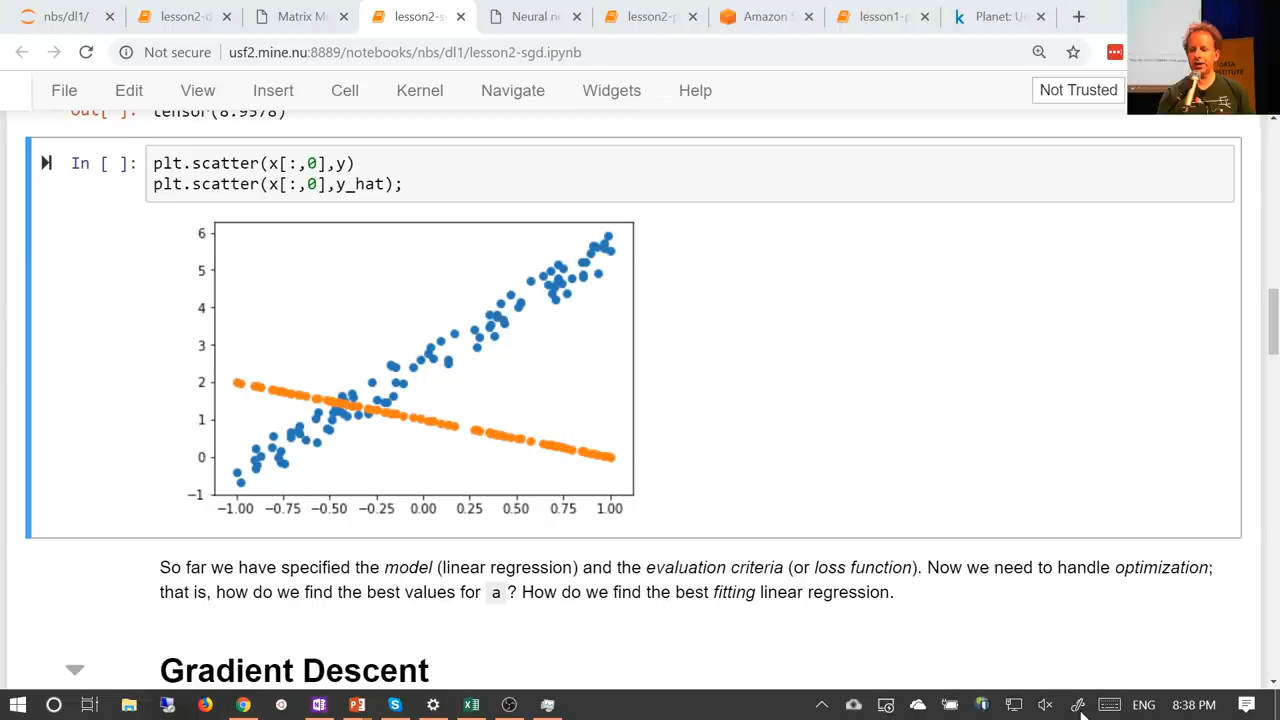 nbs/dl1/
lesson2-d
Matrix M
lesson2-s
Neural n
lesson2-p
Amazon S
lesson1-p
Planet: U
Not secure
usf2.mine.nu:8889/notebooks/nbs/dl1/lesson2-sgd.ipynb
DATA
INSTITUTE
File Edit View Insert Cell Kernel Navigate Widgets Help
Not Trusted
Out[ ]: tensor(8.9578)
In [ ]: plt.scatter(x[:,0],y)
plt.scatter(x[:,0],y_hat);
6
5
4
3
2
1
0
−1
−1.00 −0.75 −0.50 −0.25 0.00 0.25 0.50 0.75 1.00
So far we have specified the model (linear regression) and the evaluation criteria (or loss function). Now we need to handle optimization;
that is, how do we find the best values for a ? How do we find the best fitting linear regression.
Gradient Descent
ENG
8:38 PM